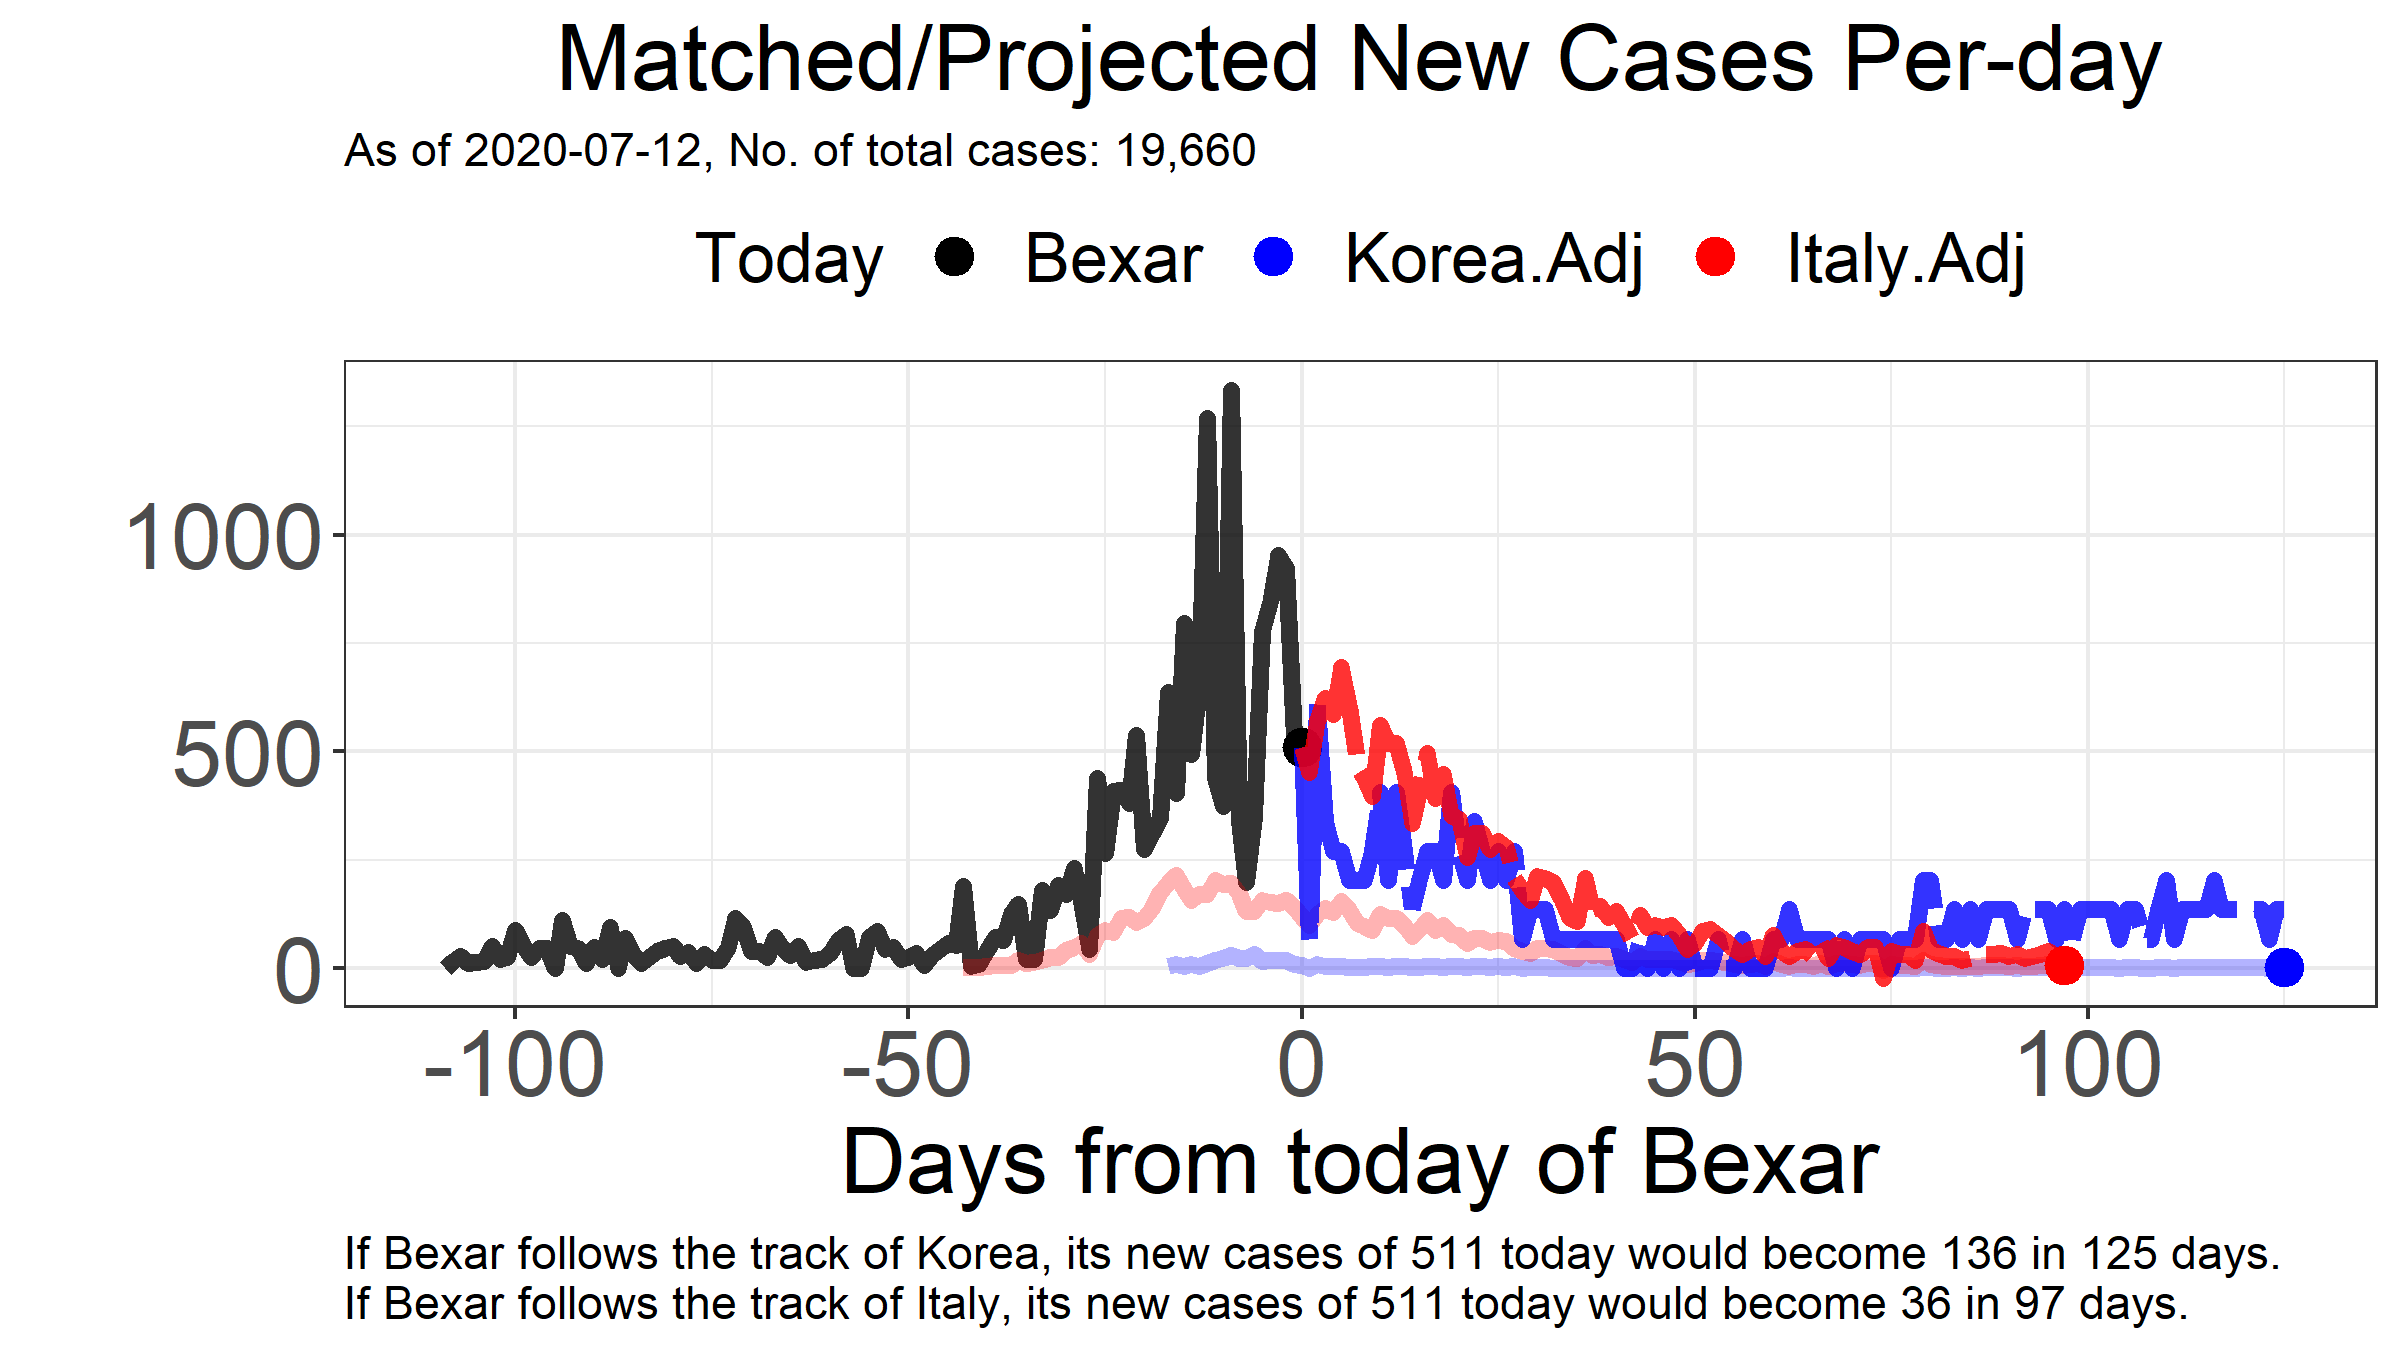 Matched/Projected New Cases Per-day
As of 2020-07-12, No. of total cases: 19,660
Today Bexar Korea.Adj Italy.Adj
1000
500
0
-100 -50 0 50 100
Days from today of Bexar
If Bexar follows the track of Korea, its new cases of 511 today would become 136 in 125 days.
If Bexar follows the track of Italy, its new cases of 511 today would become 36 in 97 days.